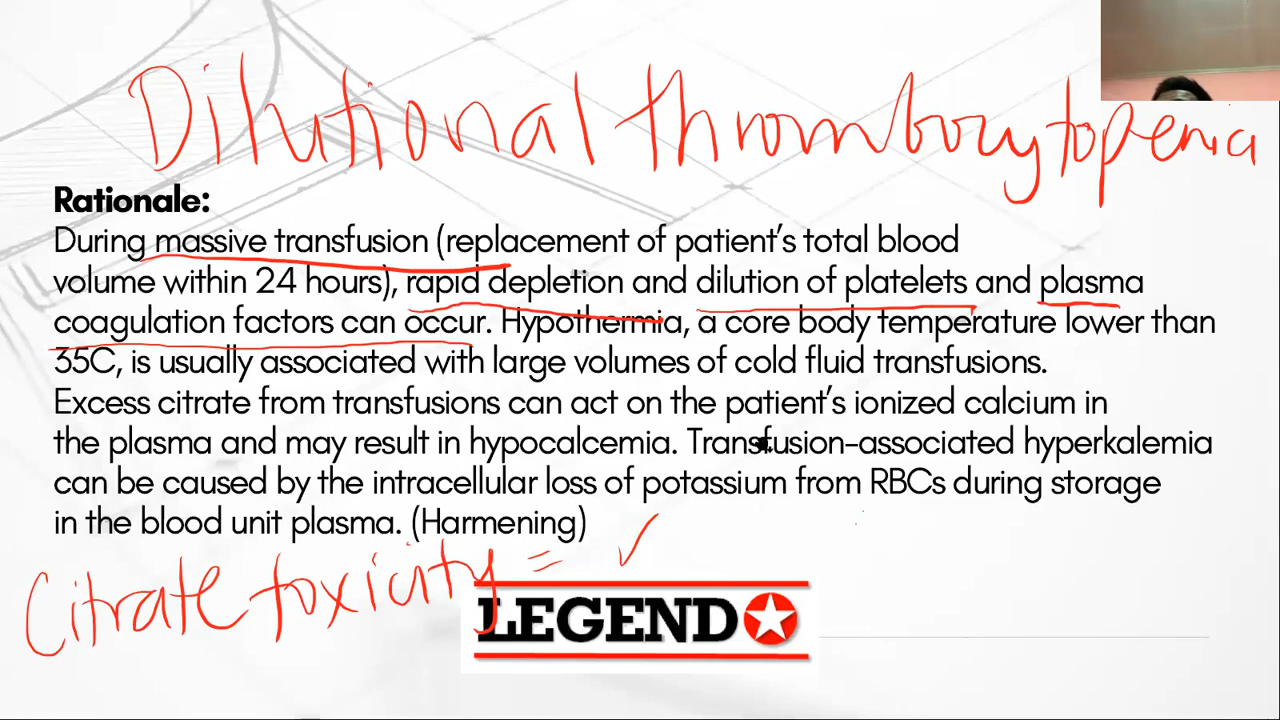 Dilutional thrombocytopenia
Rationale:
During massive transfusion (replacement of patient's total blood
volume within 24 hours), rapid depletion and dilution of platelets and plasma
coagulation factors can occur. Hypothermia, a core body temperature lower than
35C, is usually associated with large volumes of cold fluid transfusions.
Excess citrate from transfusions can act on the patient's ionized calcium in
the plasma and may result in hypocalcemia. Transfusion-associated hyperkalemia
can be caused by the intracellular loss of potassium from RBCs during storage
in the blood unit plasma. (Harmening)
Citrate toxicity = ✓
LEGEND